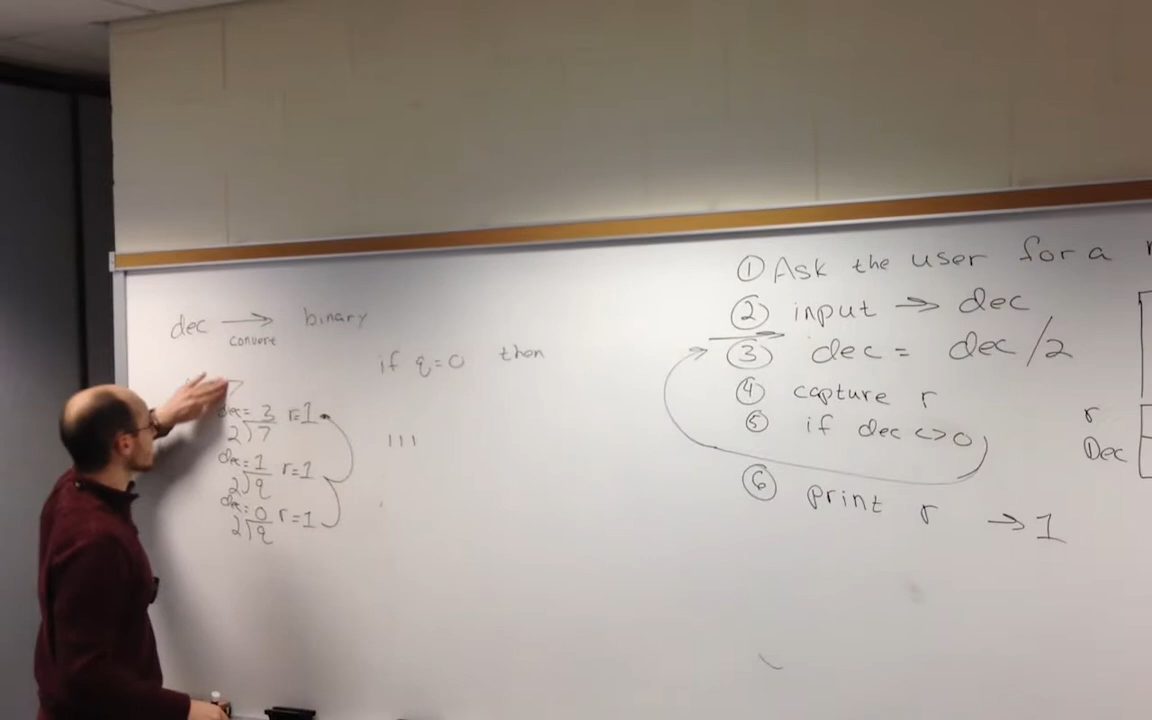 dec → binary
convert
if q=0 then
dec= 3 r=1
2)7
dec= 1 r=1
2)q
dec= 0 r=1
2)q
111
① Ask the user for a
② input → dec
③ dec = dec/2
④ capture r
⑤ if dec <>0
⑥ print r → 1
r
Dec